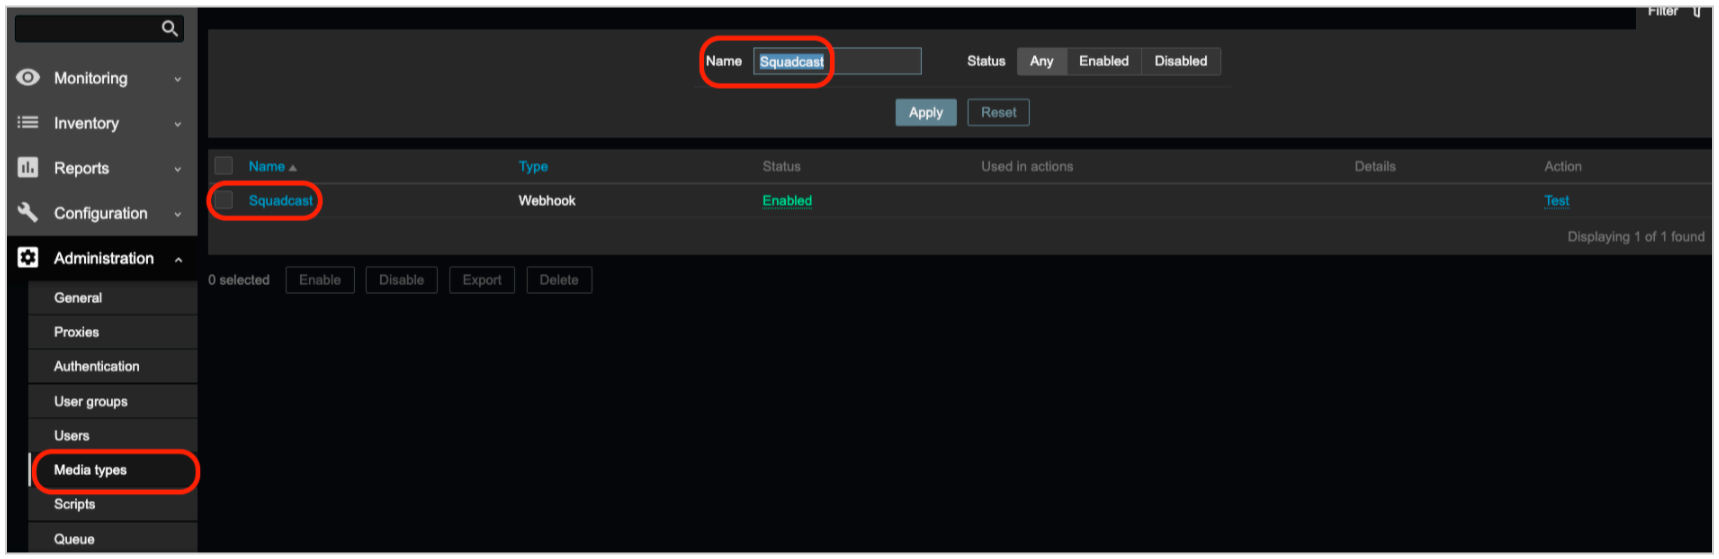 Filter
Monitoring
Inventory
Reports
Configuration
Administration
General
Proxies
Authentication
User groups
Users
Media types
Scripts
Queue
Name Squadcast Status Any Enabled Disabled
Apply Reset
Name Type Status Used in actions Details Action
Squadcast Webhook Enabled Test
Displaying 1 of 1 found
0 selected Enable Disable Export Delete